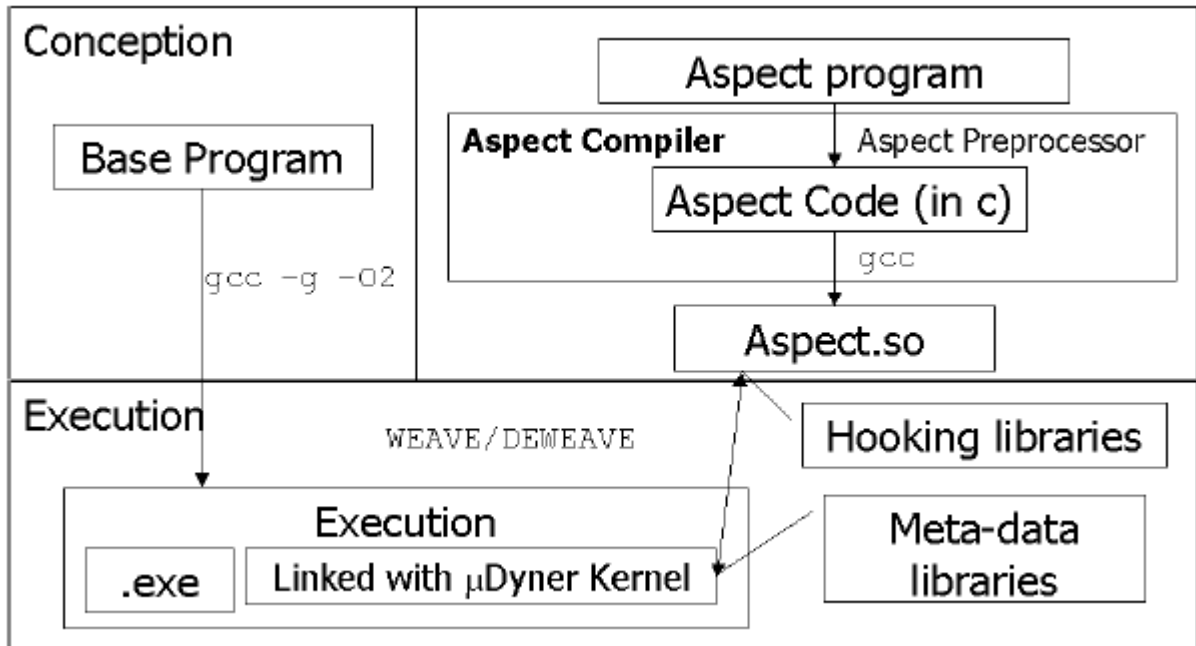 Conception
Base Program
gcc -g -O2
Aspect program
Aspect Compiler
Aspect Preprocessor
Aspect Code (in c)
gcc
Aspect.so
Execution
WEAVE/DEWEAVE
Hooking libraries
Execution
.exe
Linked with μDyner Kernel
Meta-data
libraries